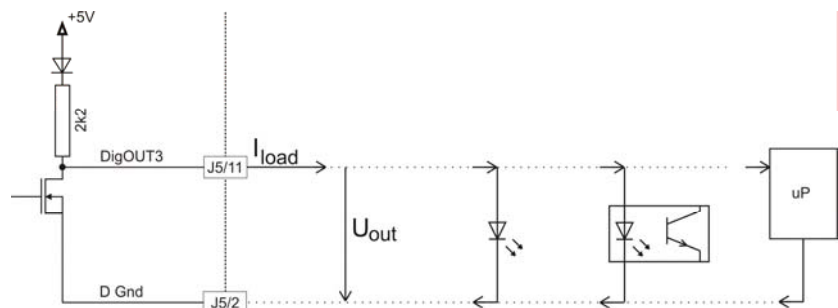 +5V
2k2
DigOUT3
J5/11
Iload
uP
Uout
D Gnd
J5/2